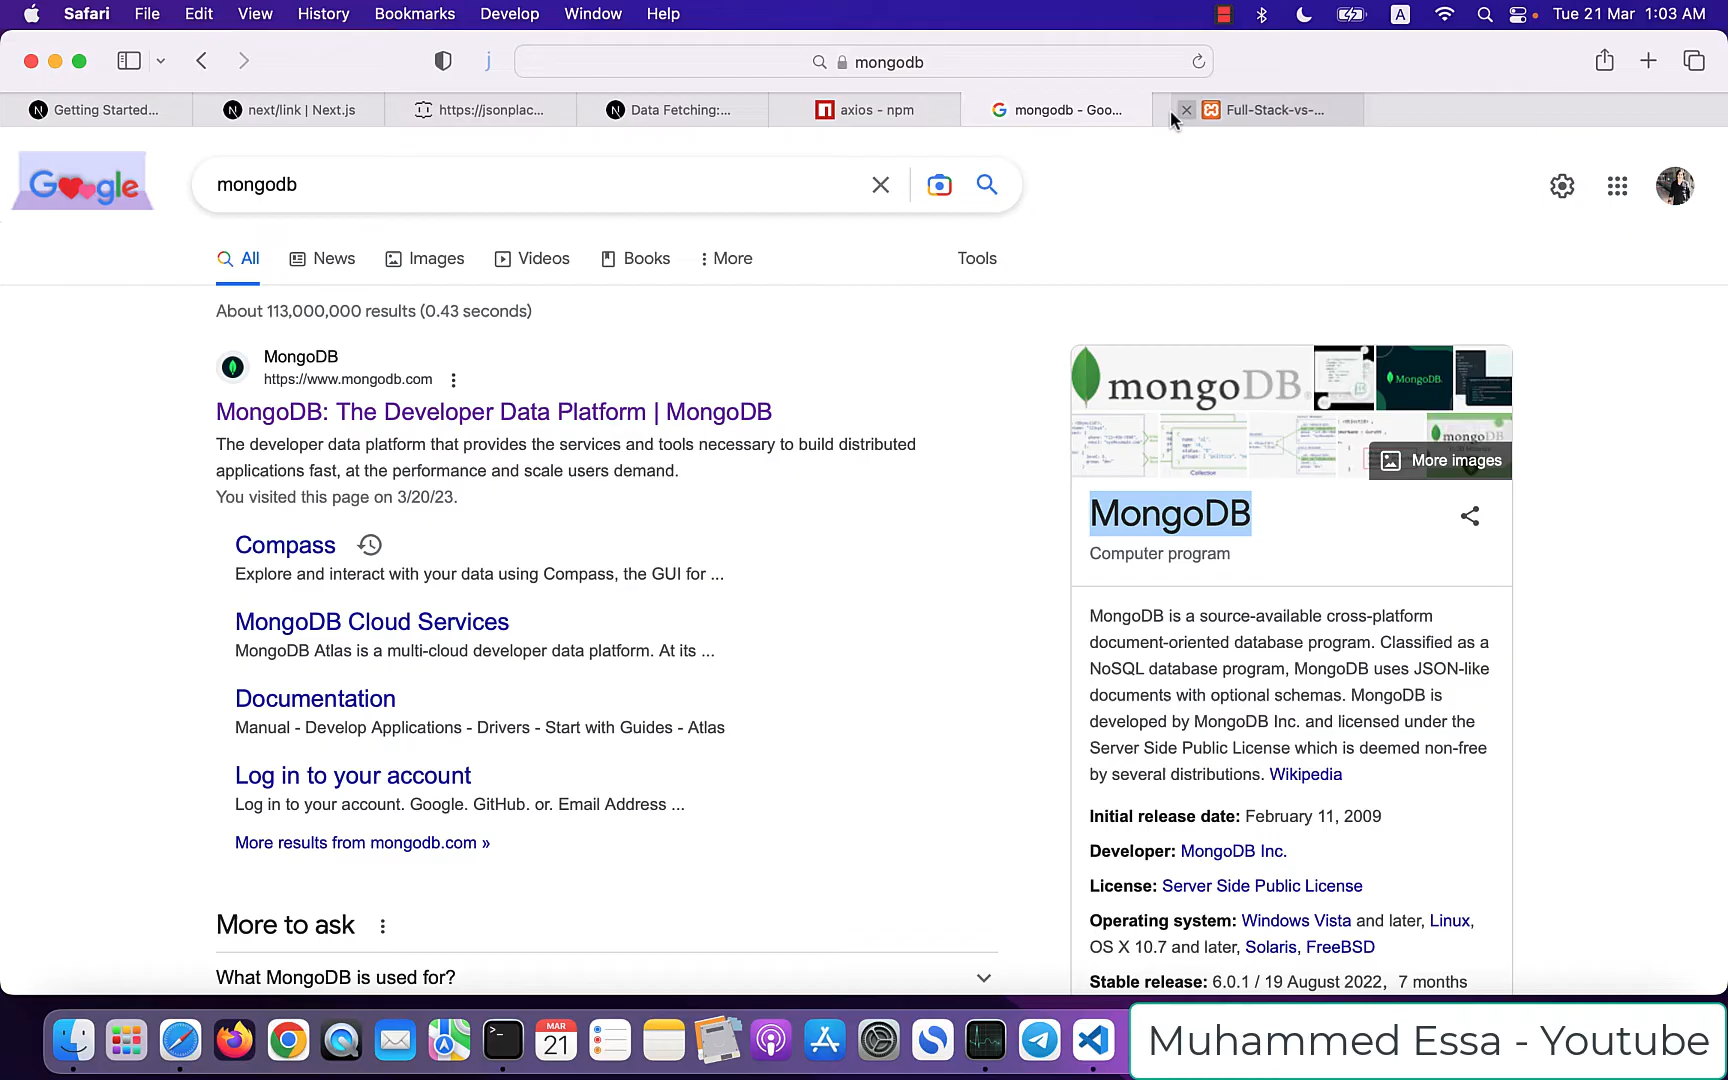 Safari File Edit View History Bookmarks Develop Window Help
A Tue 21 Mar 1:03 AM
j mongodb
Getting Started...
next/link | Next.js
https://jsonplac...
Data Fetching:...
axios - npm
mongodb - Goo...
Full-Stack-vs-...
mongodb
All News Images Videos Books More Tools
About 113,000,000 results (0.43 seconds)
MongoDB
https://www.mongodb.com
MongoDB: The Developer Data Platform | MongoDB
The developer data platform that provides the services and tools necessary to build distributed
applications fast, at the performance and scale users demand.
You visited this page on 3/20/23.
Compass
Explore and interact with your data using Compass, the GUI for ...
MongoDB Cloud Services
MongoDB Atlas is a multi-cloud developer data platform. At its ...
Documentation
Manual - Develop Applications - Drivers - Start with Guides - Atlas
Log in to your account
Log in to your account. Google. GitHub. or. Email Address ...
More results from mongodb.com »
More to ask
What MongoDB is used for?
mongoDB.
MongoDB.
mongoDB
More images
MongoDB
Computer program
MongoDB is a source-available cross-platform
document-oriented database program. Classified as a
NoSQL database program, MongoDB uses JSON-like
documents with optional schemas. MongoDB is
developed by MongoDB Inc. and licensed under the
Server Side Public License which is deemed non-free
by several distributions. Wikipedia
Initial release date: February 11, 2009
Developer: MongoDB Inc.
License: Server Side Public License
Operating system: Windows Vista and later, Linux,
OS X 10.7 and later, Solaris, FreeBSD
Stable release: 6.0.1 / 19 August 2022, 7 months
MAR
21
Muhammed Essa - Youtube